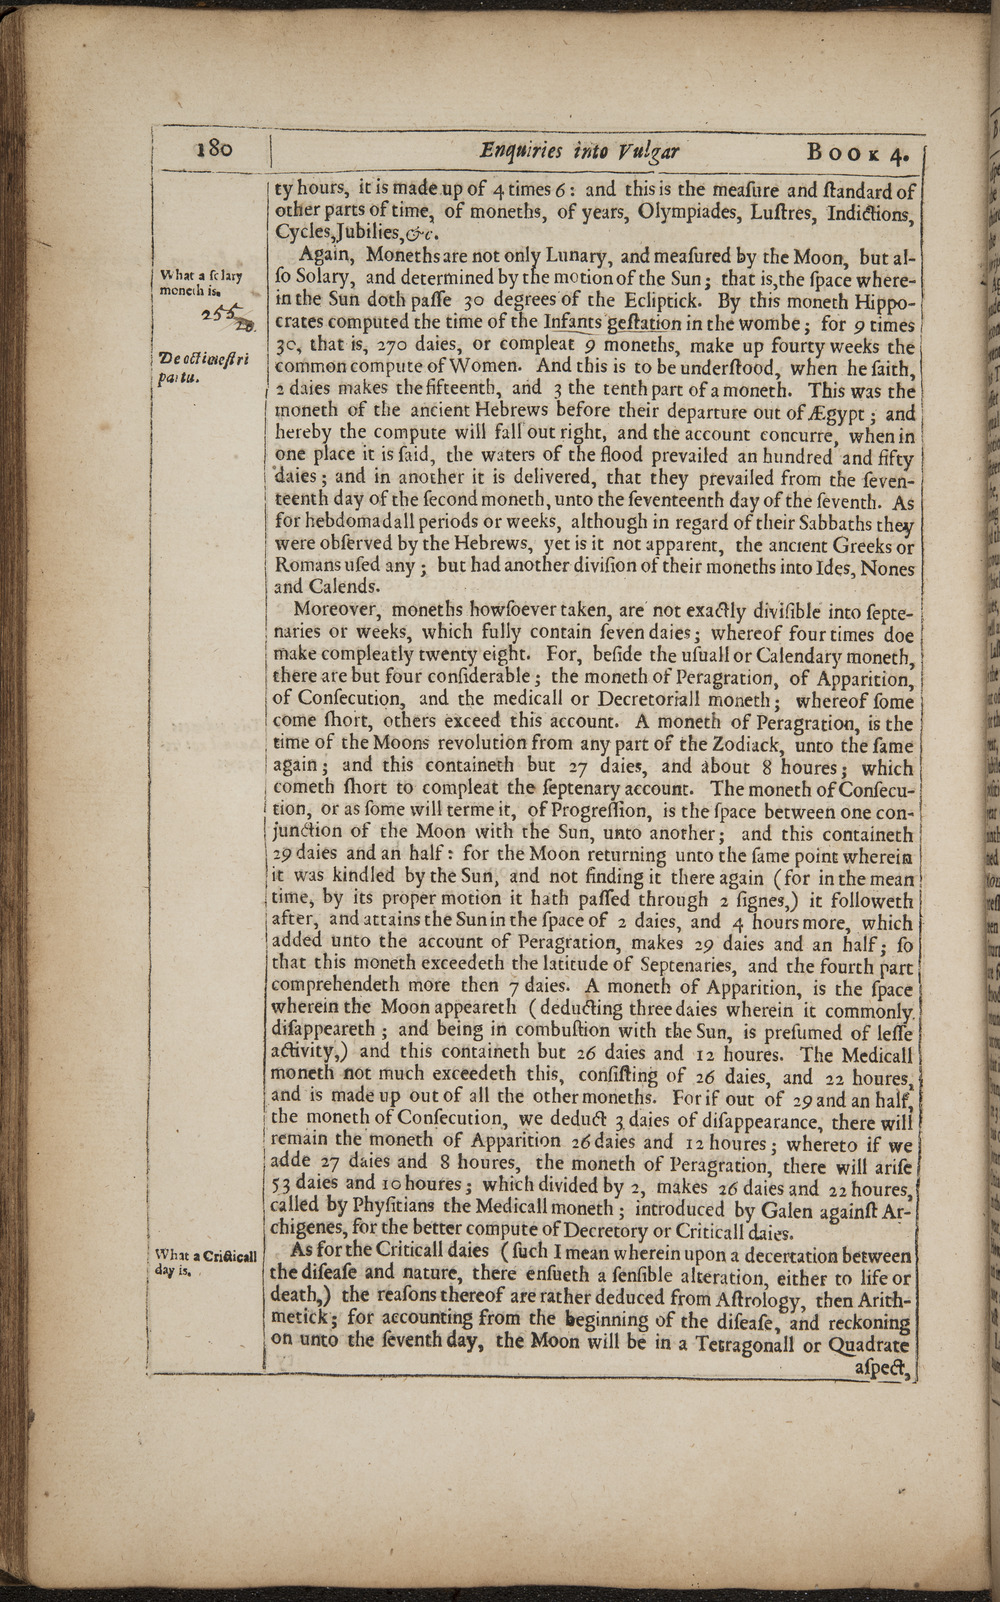 180
Enquiries into Vulgar
BOOK 4.
ty hours, it is made up of 4 times 6: and this is the meaſure and ſtandard of
other parts of time, of moneths, of years, Olympiades, Luſtres, Indictions,
Cycles, Jubilies, &c.
Again, Moneths are not only Lunary, and meaſured by the Moon, but al-
What a ſolary
moneth is.
ſo Solary, and determined by the motion of the Sun; that is, the ſpace where-
in the Sun doth paſſe 30 degrees of the Ecliptick. By this moneth Hippo-
255
20.
crates computed the time of the Infants geſtation in the wombe; for 9 times
30, that is, 270 daies, or compleat 9 moneths, make up fourty weeks the
De octimeſtri
partu.
common compute of Women. And this is to be underſtood, when he ſaith,
2 daies makes the fifteenth, and 3 the tenth part of a moneth. This was the
moneth of the ancient Hebrews before their departure out of Ægypt; and
hereby the compute will fall out right, and the account concurre, when in
one place it is ſaid, the waters of the flood prevailed an hundred and fifty
daies; and in another it is delivered, that they prevailed from the ſeven-
teenth day of the ſecond moneth, unto the ſeventeenth day of the ſeventh. As
for hebdomadall periods or weeks, although in regard of their Sabbaths they
were obſerved by the Hebrews, yet is it not apparent, the ancient Greeks or
Romans uſed any; but had another diviſion of their moneths into Ides, Nones
and Calends.
Moreover, moneths howſoever taken, are not exactly diviſible into ſepte-
naries or weeks, which fully contain ſeven daies; whereof four times doe
make compleatly twenty eight. For, beſide the uſuall or Calendary moneth,
there are but four conſiderable; the moneth of Peragration, of Apparition,
of Conſecution, and the medicall or Decretoriall moneth; whereof ſome
come ſhort, others exceed this account. A moneth of Peragration, is the
time of the Moons revolution from any part of the Zodiack, unto the ſame
again; and this containeth but 27 daies, and about 8 houres; which
cometh ſhort to compleat the ſeptenary account. The moneth of Conſecu-
tion, or as ſome will terme it, of Progreſſion, is the ſpace between one con-
junction of the Moon with the Sun, unto another; and this containeth
29 daies and an half: for the Moon returning unto the ſame point wherein
it was kindled by the Sun, and not finding it there again (for in the mean
time, by its proper motion it hath paſſed through 2 ſignes,) it followeth
after, and attains the Sun in the ſpace of 2 daies, and 4 hours more, which
added unto the account of Peragration, makes 29 daies and an half; ſo
that this moneth exceedeth the latitude of Septenaries, and the fourth part
comprehendeth more then 7 daies. A moneth of Apparition, is the ſpace
wherein the Moon appeareth (deducting three daies wherein it commonly
diſappeareth; and being in combuſtion with the Sun, is preſumed of leſſe
activity,) and this containeth but 26 daies and 12 houres. The Medicall
moneth not much exceedeth this, conſiſting of 26 daies, and 22 houres,
and is made up out of all the other moneths. For if out of 29 and an half,
the moneth of Conſecution, we deduct 3 daies of diſappearance, there will
remain the moneth of Apparition 26 daies and 12 houres; whereto if we
adde 27 daies and 8 houres, the moneth of Peragration, there will ariſe
53 daies and 10 houres; which divided by 2, makes 26 daies and 22 houres,
called by Phyſitians the Medicall moneth; introduced by Galen againſt Ar-
chigenes, for the better compute of Decretory or Criticall daies.
What a Criticall
day is.
As for the Criticall daies (ſuch I mean wherein upon a decertation between
the diſeaſe and nature, there enſueth a ſenſible alteration, either to life or
death,) the reaſons thereof are rather deduced from Aſtrology, then Arith-
metick; for accounting from the beginning of the diſeaſe, and reckoning
on unto the ſeventh day, the Moon will be in a Tetragonall or Quadrate
aſpect,